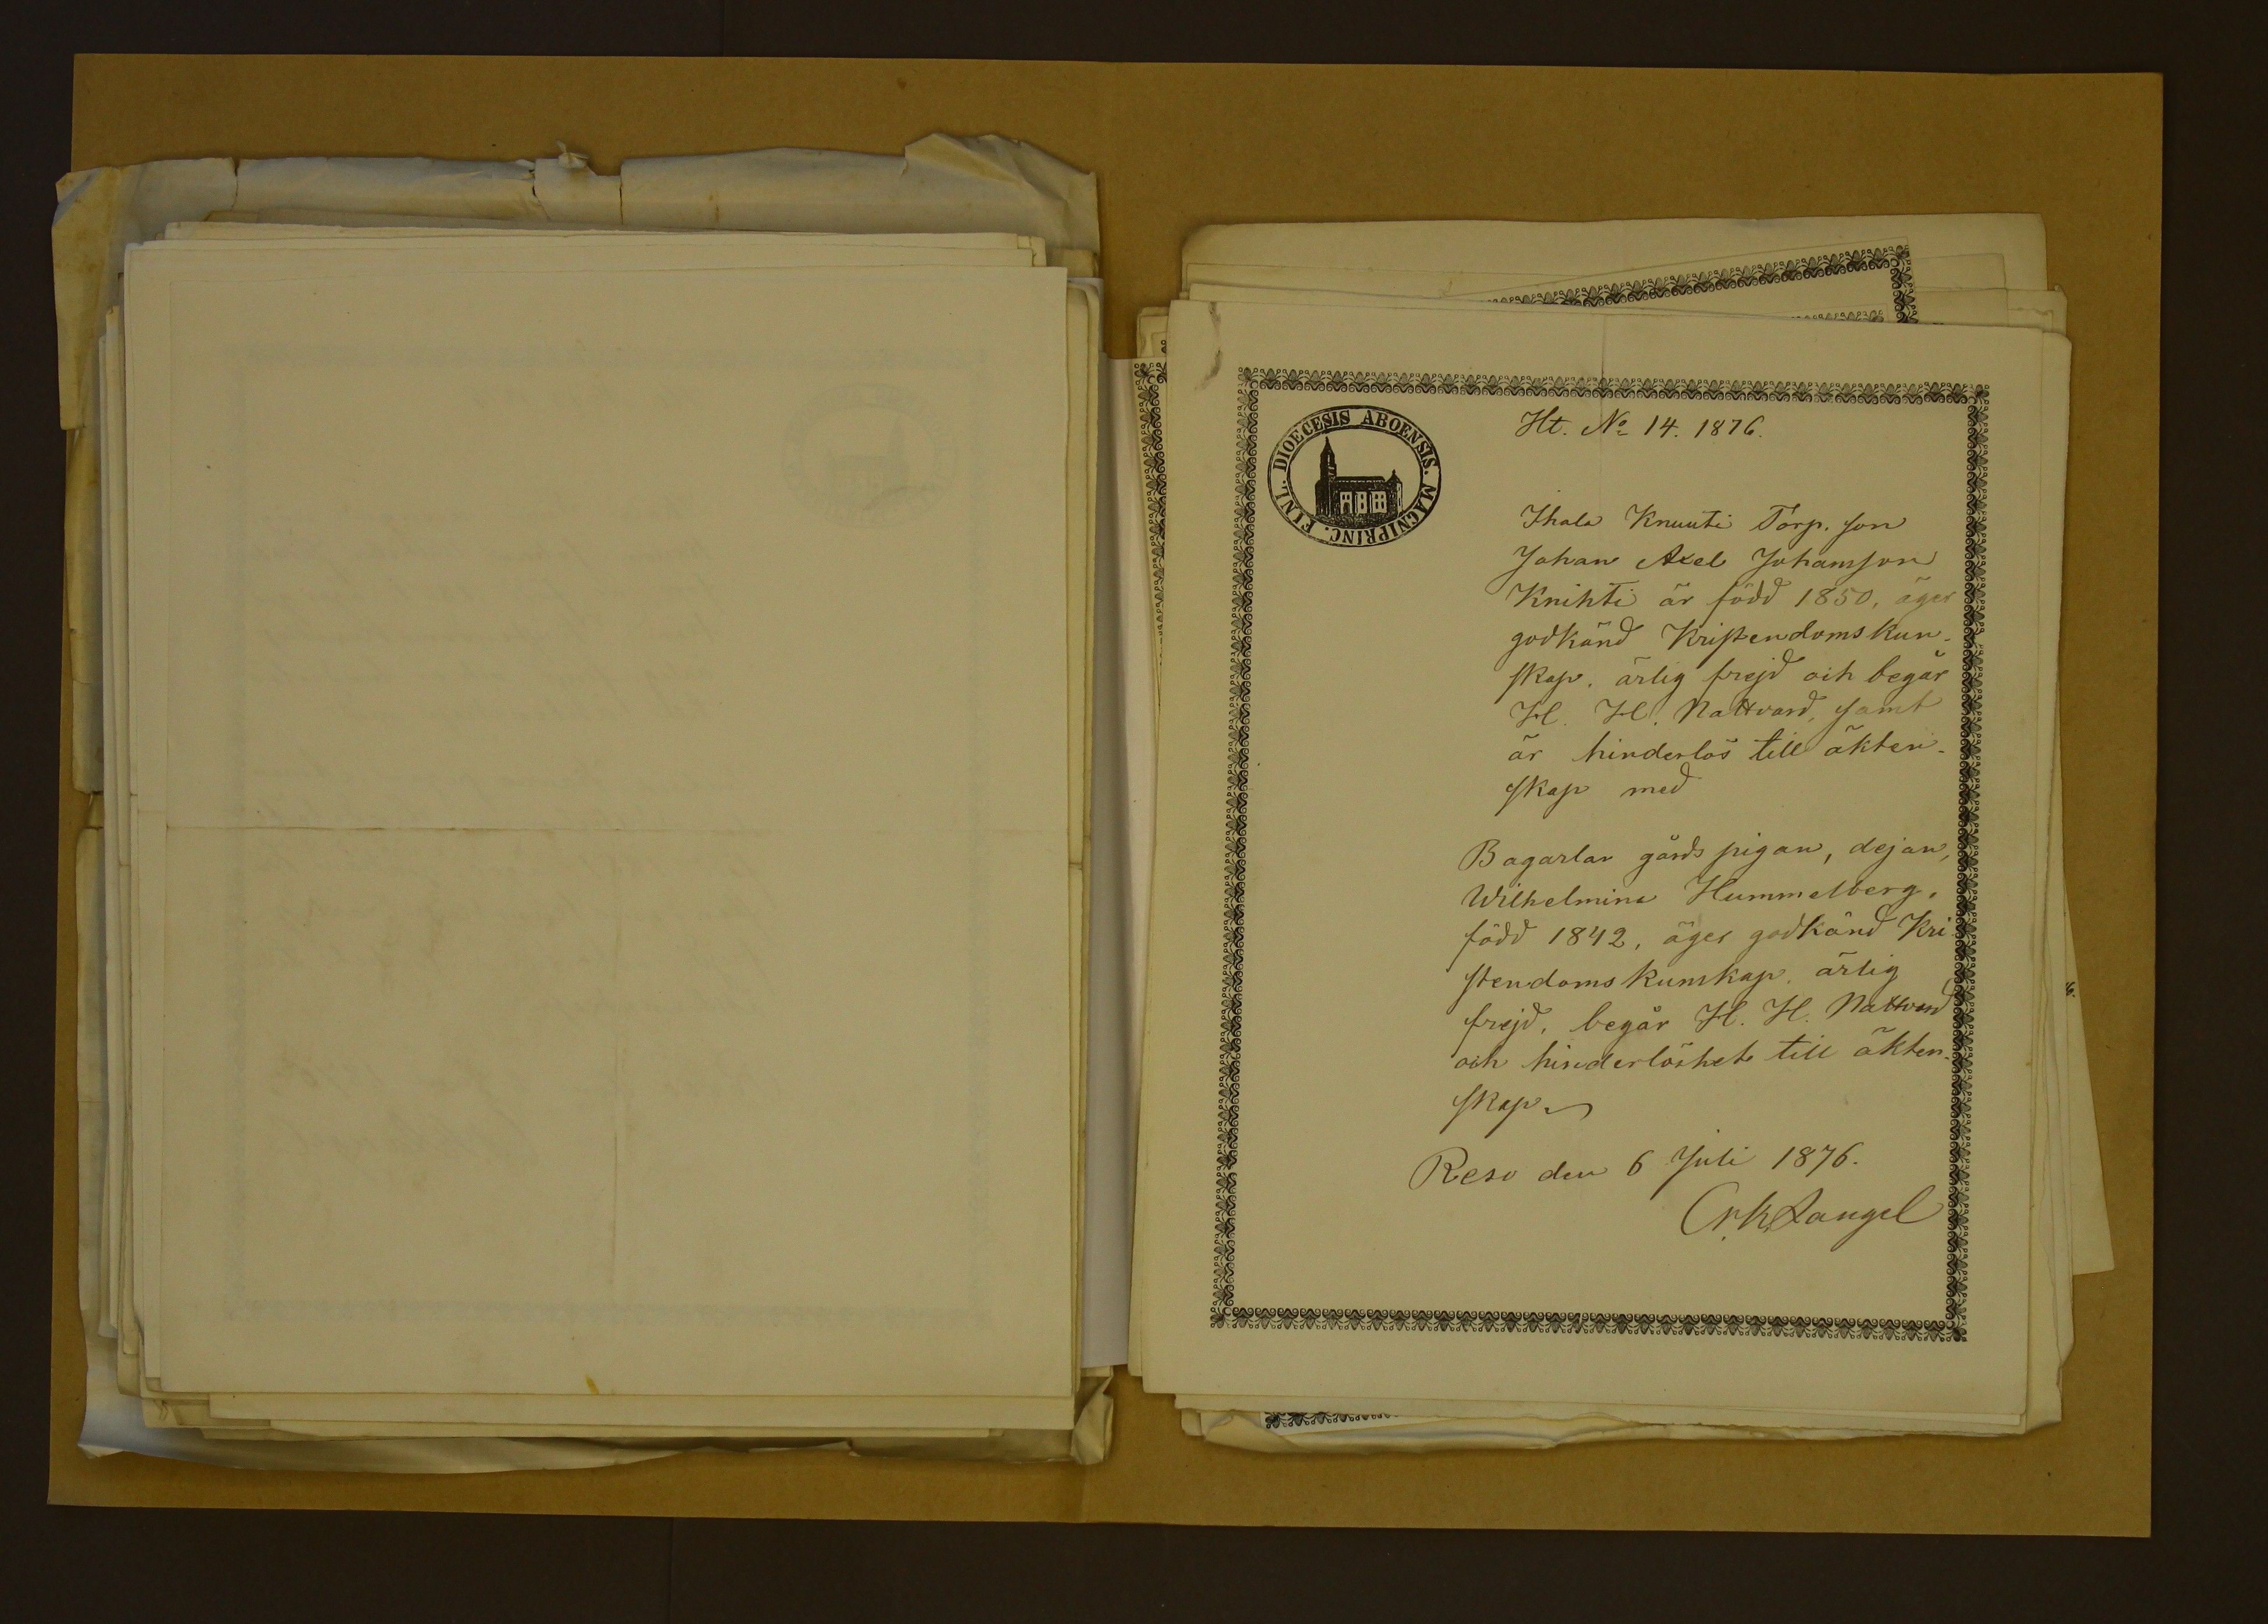 DIOECESIS ABOENSIS. MAGNIPRINC. FINL.
Ht. No 14. 1876.
Ihala Knuuti Torp. son
Johan Axel Johansson
Knihti är född 1850, äger
godkänd Kristendomskun-
skap, ärlig frejd och begår
H. H. Nattvard, samt
är hinderlös till äkten-
skap med
Bagarlar gårds pigan, dejan,
Wilhelmina Hummelberg,
född 1842, äger godkänd Kri-
stendomskunskap, ärlig
frejd, begår H. H. Nattvard
och hinderlöshet till äkten-
skap
Reso den 6 Juli 1876.
Langel